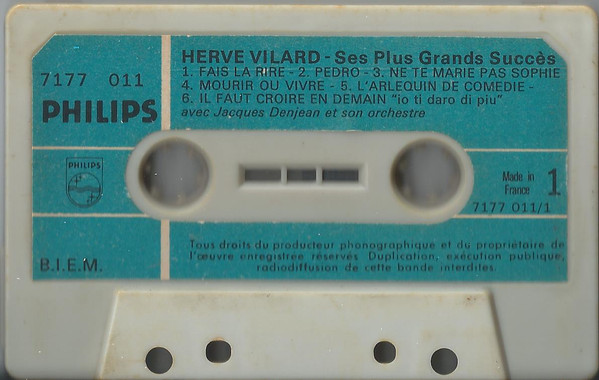 HERVE VILARD - Ses Plus Grands Succès
7177 011
1. FAIS LA RIRE - 2. PEDRO - 3. NE TE MARIE PAS SOPHIE
4. MOURIR OU VIVRE - 5. L'ARLEQUIN DE COMEDIE -
6. IL FAUT CROIRE EN DEMAIN "io ti daro di piu"
PHILIPS
avec Jacques Denjean et son orchestre
PHILIPS
Made in
France
1
7177 011/1
Tous droits du producteur phonographique et du propriétaire de
l'œuvre enregistrée réservés. Duplication, exécution publique,
radiodiffusion de cette bande interdites.
B.I.E.M.